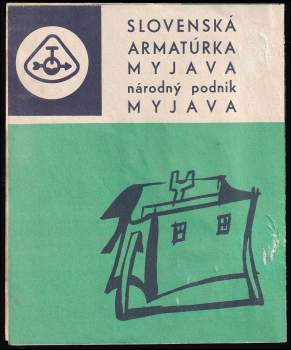 SLOVENSKÁ
ARMATÚRKA
MYJAVA
národný podnik
MYJAVA